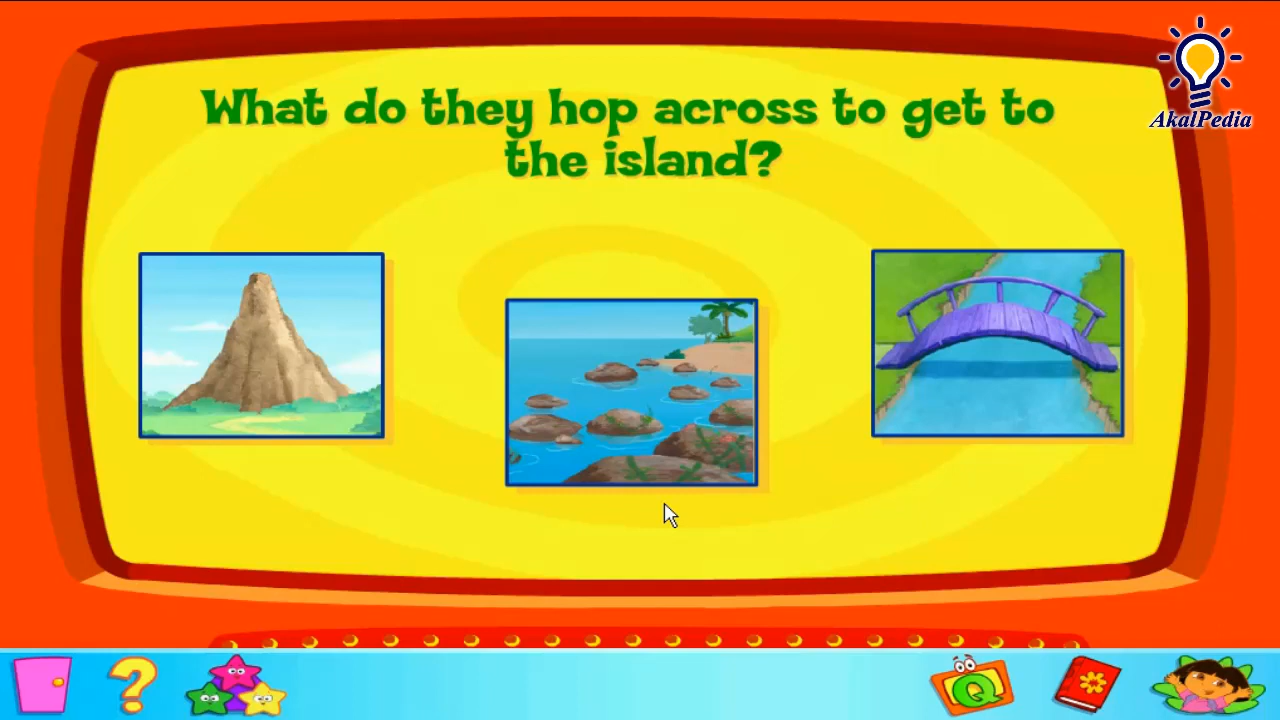 What do they hop across to get to
the island?
AkalPedia
?
Q